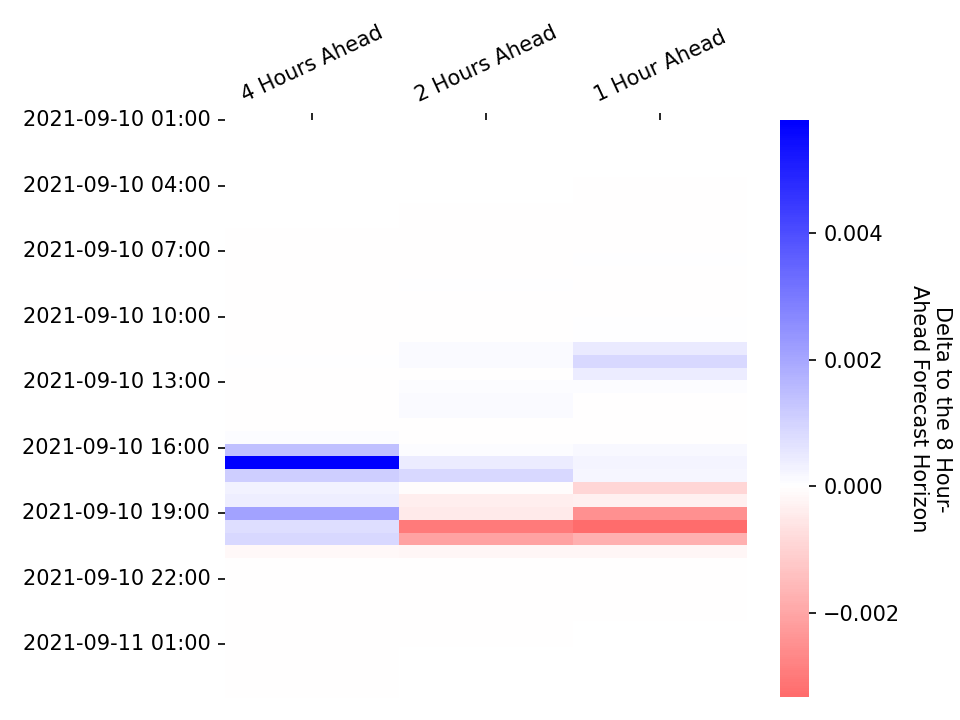 4 Hours Ahead
2 Hours Ahead
1 Hour Ahead
2021-09-10 01:00
2021-09-10 04:00
2021-09-10 07:00
2021-09-10 10:00
2021-09-10 13:00
2021-09-10 16:00
2021-09-10 19:00
2021-09-10 22:00
2021-09-11 01:00
0.004
0.002
0.000
−0.002
Delta to the 8 Hour-
Ahead Forecast Horizon